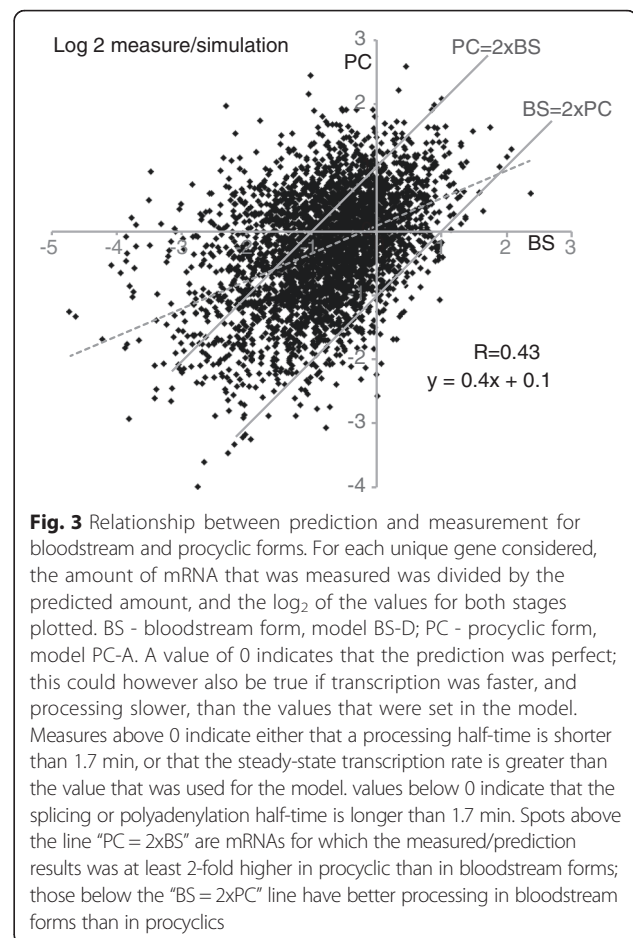 Log 2 measure/simulation
3
PC
PC=2xBS
2
BS=2xPC
-5
-4
-3
-2
-1
BS
2
3
-1
-2
R=0.43
y = 0.4x + 0.1
-3
-4
Fig. 3 Relationship between prediction and measurement for
bloodstream and procyclic forms. For each unique gene considered,
the amount of mRNA that was measured was divided by the
predicted amount, and the log2 of the values for both stages
plotted. BS - bloodstream form, model BS-D; PC - procyclic form,
model PC-A. A value of 0 indicates that the prediction was perfect;
this could however also be true if transcription was faster, and
processing slower, than the values that were set in the model.
Measures above 0 indicate either that a processing half-time is shorter
than 1.7 min, or that the steady-state transcription rate is greater than
the value that was used for the model. values below 0 indicate that the
splicing or polyadenylation half-time is longer than 1.7 min. Spots above
the line "PC = 2xBS" are mRNAs for which the measured/prediction
results was at least 2-fold higher in procyclic than in bloodstream forms;
those below the "BS = 2xPC" line have better processing in bloodstream
forms than in procyclics